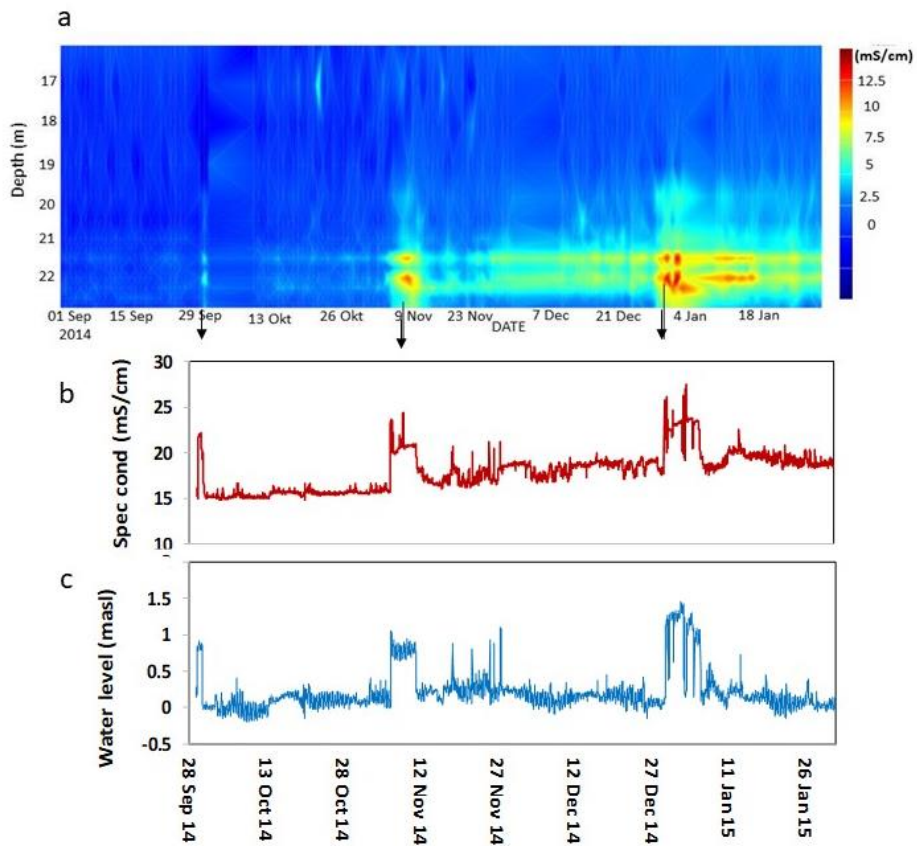 a
(mS/cm)
12.5
10
7.5
5
2.5
0
Depth (m)
17
18
19
20
21
22
01 Sep 15 Sep 29 Sep 13 Okt 26 Okt 9 Nov 23 Nov 7 Dec 21 Dec 4 Jan 18 Jan
2014
DATE
b
Spec cond (mS/cm)
30
25
20
15
10
c
Water level (masl)
1.5
1
0.5
0
-0.5
28 Sep 14
13 Oct 14
28 Oct 14
12 Nov 14
27 Nov 14
12 Dec 14
27 Dec 14
11 Jan 15
26 Jan 15